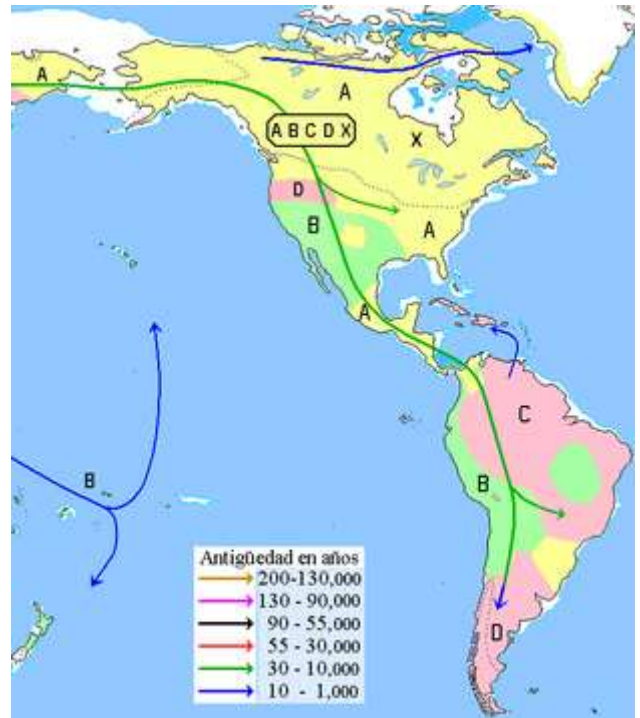 A
A
A B C D X
X
D
B
A
A
C
B
B
D
Antigüedad en años
200-130,000
130 - 90,000
90 - 55,000
55 - 30,000
30 - 10,000
10 - 1,000